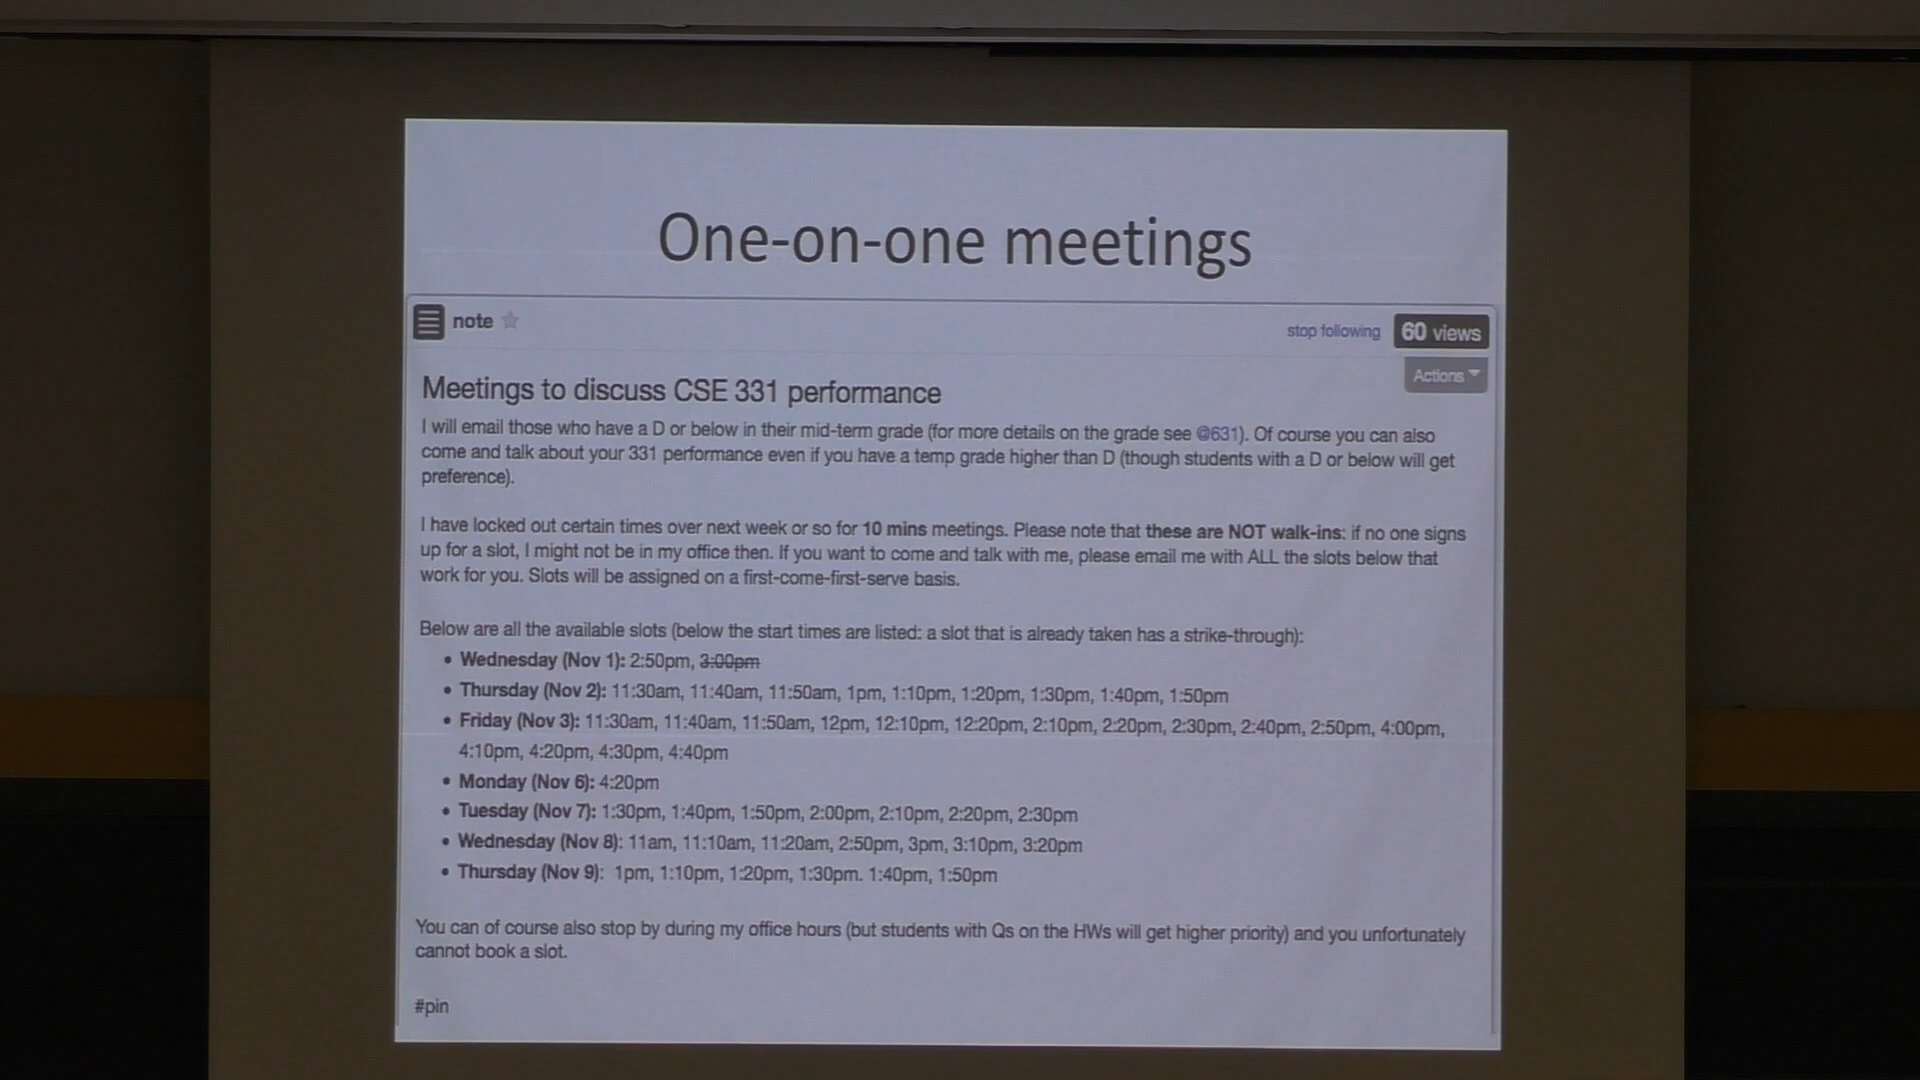 One-on-one meetings
note
stop following
60 views
Actions
Meetings to discuss CSE 331 performance
I will email those who have a D or below in their mid-term grade (for more details on the grade see @631). Of course you can also
come and talk about your 331 performance even if you have a temp grade higher than D (though students with a D or below will get
preference).
I have locked out certain times over next week or so for 10 mins meetings. Please note that these are NOT walk-ins: if no one signs
up for a slot, I might not be in my office then. If you want to come and talk with me, please email me with ALL the slots below that
work for you. Slots will be assigned on a first-come-first-serve basis.
Below are all the available slots (below the start times are listed: a slot that is already taken has a strike-through):
• Wednesday (Nov 1): 2:50pm, 3:00pm
• Thursday (Nov 2): 11:30am, 11:40am, 11:50am, 1pm, 1:10pm, 1:20pm, 1:30pm, 1:40pm, 1:50pm
• Friday (Nov 3): 11:30am, 11:40am, 11:50am, 12pm, 12:10pm, 12:20pm, 2:10pm, 2:20pm, 2:30pm, 2:40pm, 2:50pm, 4:00pm,
4:10pm, 4:20pm, 4:30pm, 4:40pm
• Monday (Nov 6): 4:20pm
• Tuesday (Nov 7): 1:30pm, 1:40pm, 1:50pm, 2:00pm, 2:10pm, 2:20pm, 2:30pm
• Wednesday (Nov 8): 11am, 11:10am, 11:20am, 2:50pm, 3pm, 3:10pm, 3:20pm
• Thursday (Nov 9): 1pm, 1:10pm, 1:20pm, 1:30pm. 1:40pm, 1:50pm
You can of course also stop by during my office hours (but students with Qs on the HWs will get higher priority) and you unfortunately
cannot book a slot.
#pin